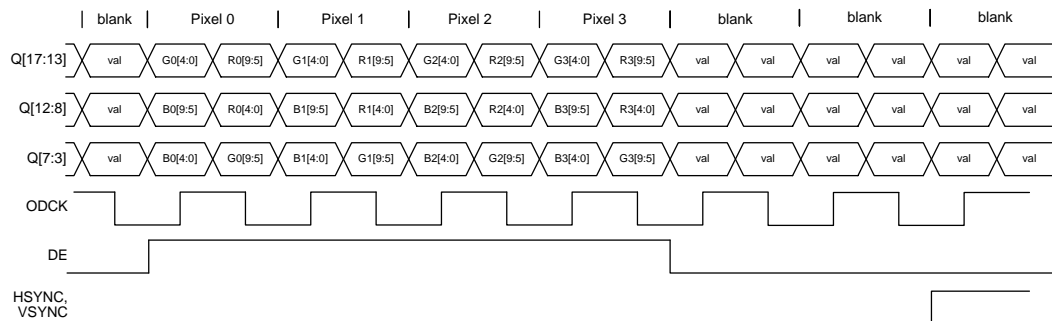 | blank | Pixel 0 | Pixel 1 | Pixel 2 | Pixel 3 | blank | blank | blank
Q[17:13] val G0[4:0] R0[9:5] G1[4:0] R1[9:5] G2[4:0] R2[9:5] G3[4:0] R3[9:5] val val val val val val
Q[12:8] val B0[9:5] R0[4:0] B1[9:5] R1[4:0] B2[9:5] R2[4:0] B3[9:5] R3[4:0] val val val val val val
Q[7:3] val B0[4:0] G0[9:5] B1[4:0] G1[9:5] B2[4:0] G2[9:5] B3[4:0] G3[9:5] val val val val val val
ODCK
DE
HSYNC,
VSYNC